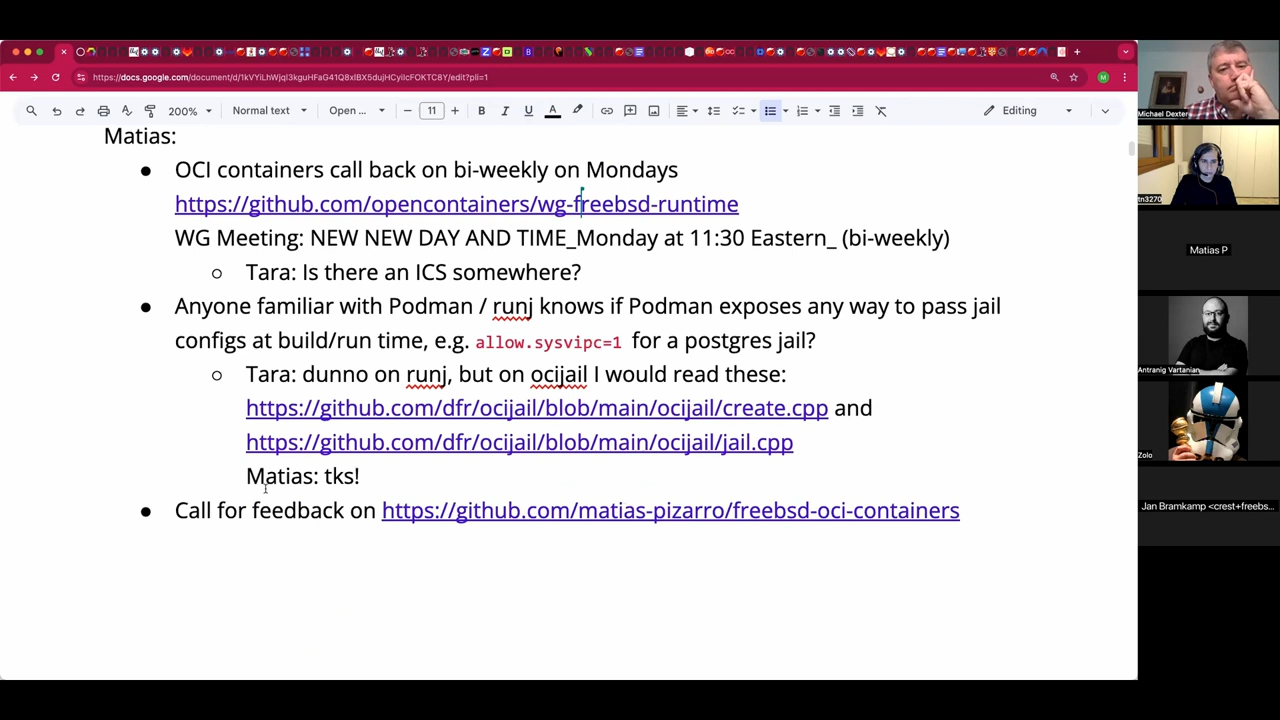 https://docs.google.com/document/d/1kVYiLhWjqI3kguHFaG41Q8xlBX5dujHCyiIcFOKTC8Y/edit?pli=1
200%
Normal text
Open ...
11
Editing
Matias:
OCI containers call back on bi-weekly on Mondays
https://github.com/opencontainers/wg-freebsd-runtime
WG Meeting: NEW NEW DAY AND TIME_Monday at 11:30 Eastern_ (bi-weekly)
Tara: Is there an ICS somewhere?
Anyone familiar with Podman / runj knows if Podman exposes any way to pass jail
configs at build/run time, e.g. allow.sysvipc=1 for a postgres jail?
Tara: dunno on runj, but on ocijail I would read these:
https://github.com/dfr/ocijail/blob/main/ocijail/create.cpp and
https://github.com/dfr/ocijail/blob/main/ocijail/jail.cpp
Matias: tks!
Call for feedback on https://github.com/matias-pizarro/freebsd-oci-containers
Michael Dexter
tn3270
Matias P
Antranig Vartanian
Zolo
Jan Bramkamp <crest+freebs...